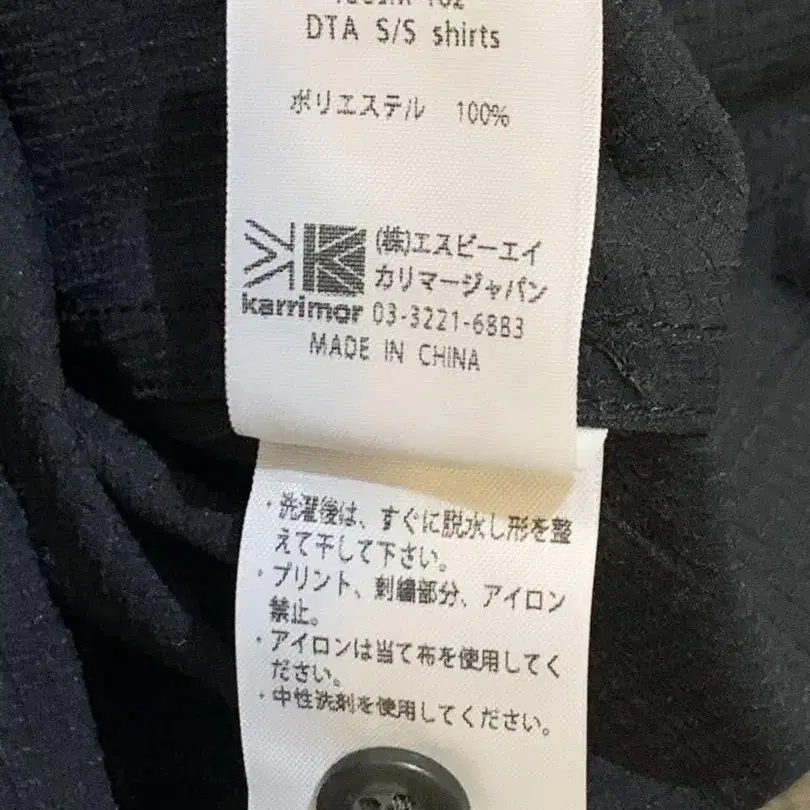 DTA S/S shirts
ポリエステル 100%
(株)エスビーエイ
カリマージャパン
karrimor 03-3221-6883
MADE IN CHINA
・洗濯後は、すぐに脱水し形を整
えて干して下さい。
・プリント、刺繍部分、アイロン
禁止。
・アイロンは当て布を使用してく
ださい。
・中性洗剤を使用してください。